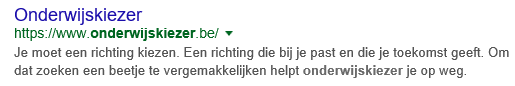 Onderwijskiezer
https://www.onderwijskiezer.be/
Je moet een richting kiezen. Een richting die bij je past en die je toekomst geeft. Om
dat zoeken een beetje te vergemakkelijken helpt onderwijskiezer je op weg.